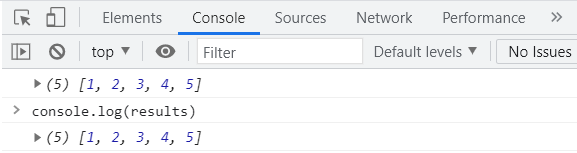 Elements Console Sources Network Performance »
top ▼ Filter Default levels ▼ No Issues
▶ (5) [1, 2, 3, 4, 5]
> console.log(results)
▶ (5) [1, 2, 3, 4, 5]